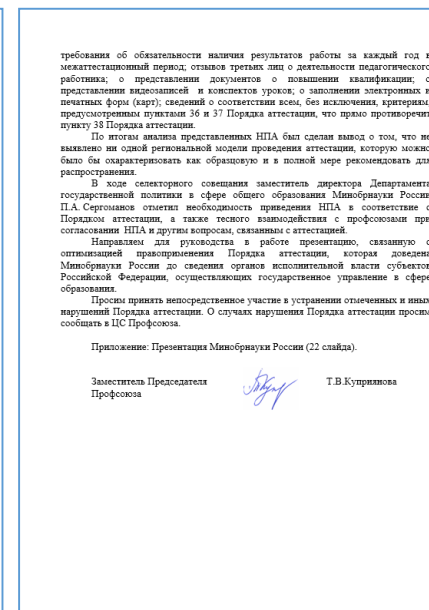 требования об обязательности наличия результатов работы за каждый год в
межаттестационный период; отзывов третьих лиц о деятельности педагогического
работника; о представлении документов о повышении квалификации; о
представлении видеозаписей и конспектов уроков; о заполнении электронных и
печатных форм (карт); сведений о соответствии всем, без исключения, критериям,
предусмотренным пунктами 36 и 37 Порядка аттестации, что прямо противоречит
пункту 38 Порядка аттестации.
По итогам анализа представленных НПА был сделан вывод о том, что не
выявлено ни одной региональной модели проведения аттестации, которую можно
было бы охарактеризовать как образцовую и в полной мере рекомендовать для
распространения.
В ходе селекторного совещания заместитель директора Департамента
государственной политики в сфере общего образования Минобрнауки России
П.А. Сергоманов отметил необходимость приведения НПА в соответствие с
Порядком аттестации, а также тесного взаимодействия с профсоюзами при
согласовании НПА и другим вопросам, связанным с аттестацией.
Направляем для руководства в работе презентацию, связанную с
оптимизацией правоприменения Порядка аттестации, которая доведена
Минобрнауки России до сведения органов исполнительной власти субъектов
Российской Федерации, осуществляющих государственное управление в сфере
образования.
Просим принять непосредственное участие в устранении отмеченных и иных
нарушений Порядка аттестации. О случаях нарушения Порядка аттестации просим
сообщать в ЦС Профсоюза.
Приложение: Презентация Минобрнауки России (22 слайда).
Заместитель Председателя
Профсоюза
Т.В.Куприянова